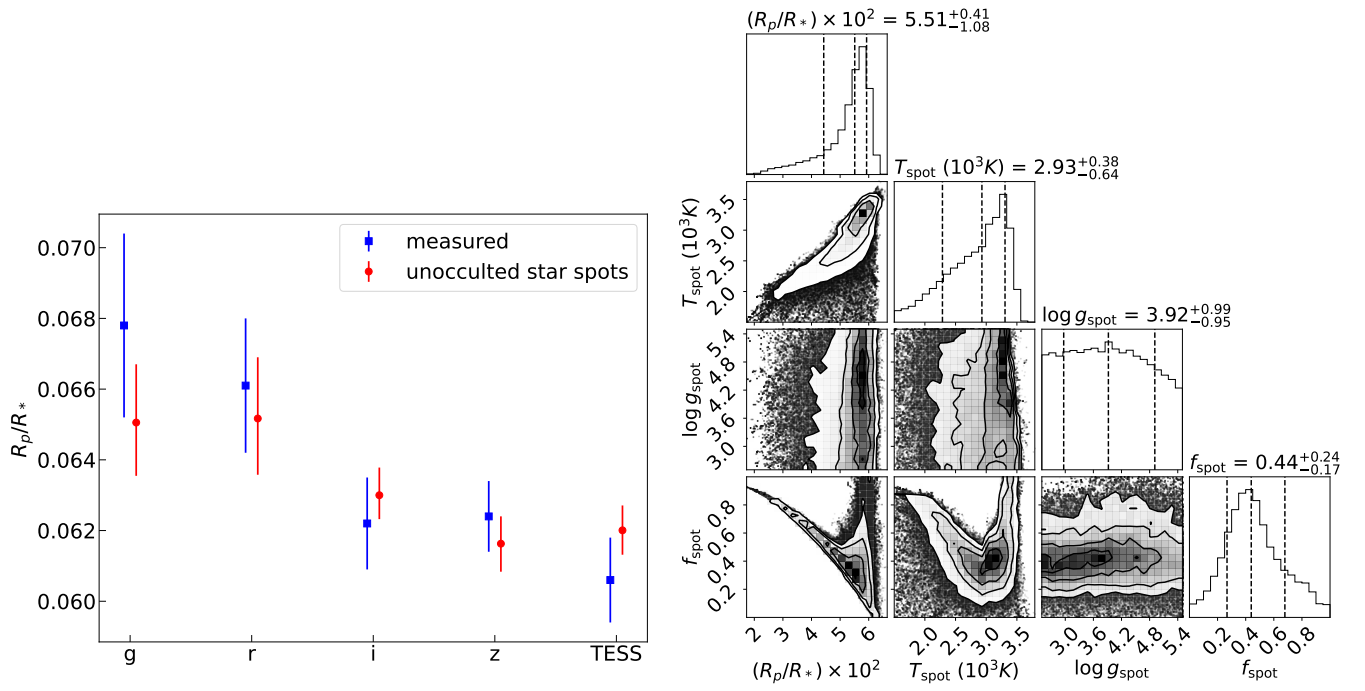 0.070
0.068
0.066
0.064
0.062
0.060
R_p/R_*
measured
unocculted star spots
g r i z TESS
(R_p/R_*) × 10^2 = 5.51^{+0.41}_{-1.08}
T_spot (10^3K) = 2.93^{+0.38}_{-0.64}
log g_spot = 3.92^{+0.99}_{-0.95}
f_spot = 0.44^{+0.24}_{-0.17}
T_spot (10^3K)
3.5
3.0
2.5
2.0
log g_spot
5.4
4.8
4.2
3.6
3.0
f_spot
0.8
0.6
0.4
0.2
2 3 4 5 6
(R_p/R_*) × 10^2
2.0 2.5 3.0 3.5
T_spot (10^3K)
3.0 3.6 4.2 4.8 5.4
log g_spot
0.2 0.4 0.6 0.8
f_spot